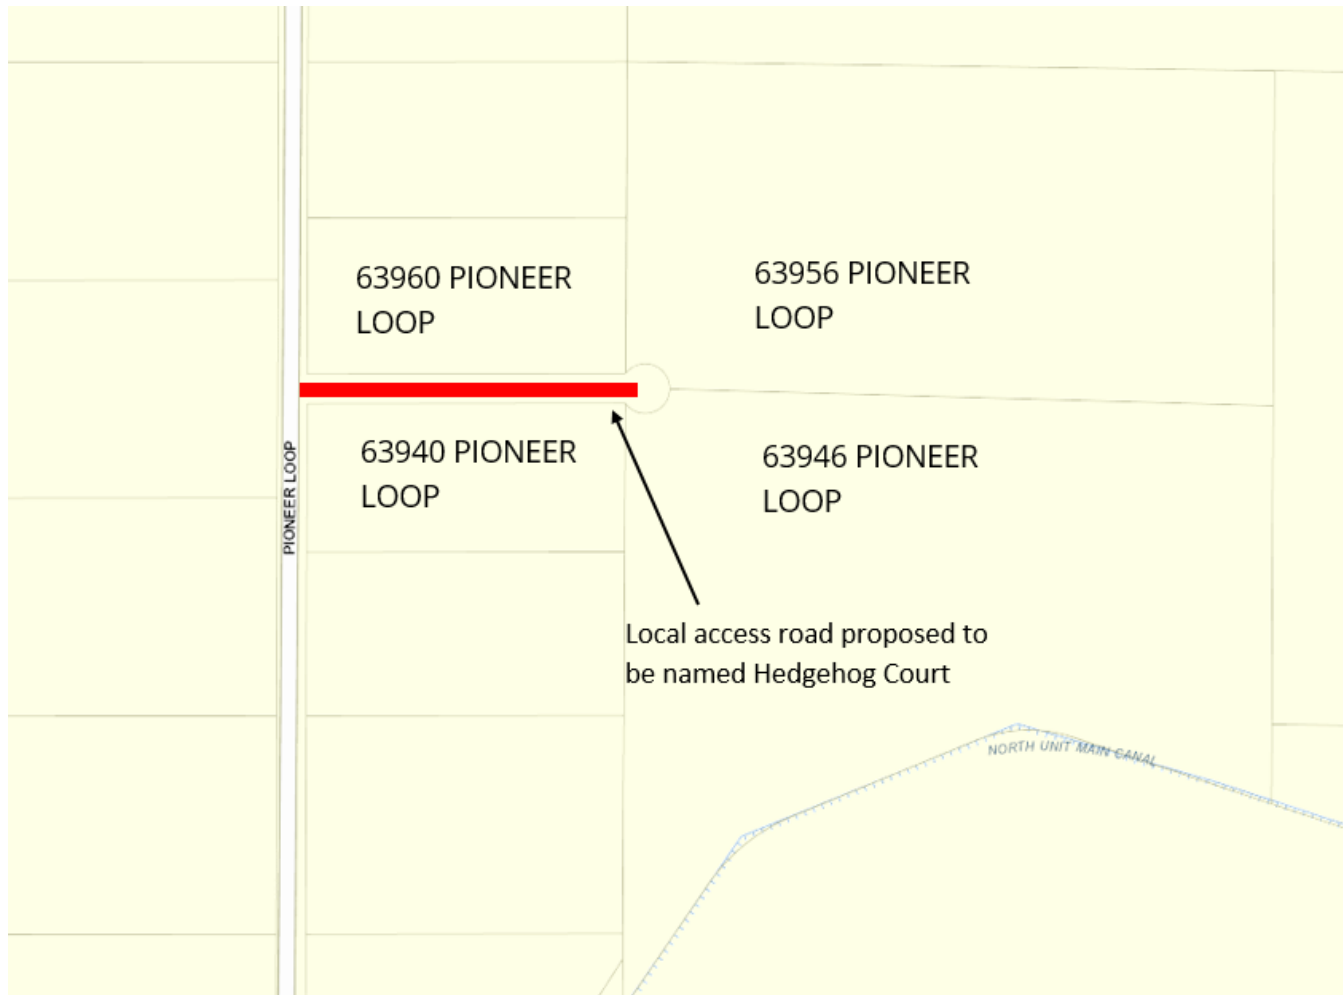 63960 PIONEER
LOOP
63956 PIONEER
LOOP
63940 PIONEER
LOOP
63946 PIONEER
LOOP
PIONEER LOOP
Local access road proposed to
be named Hedgehog Court
NORTH UNIT MAIN CANAL